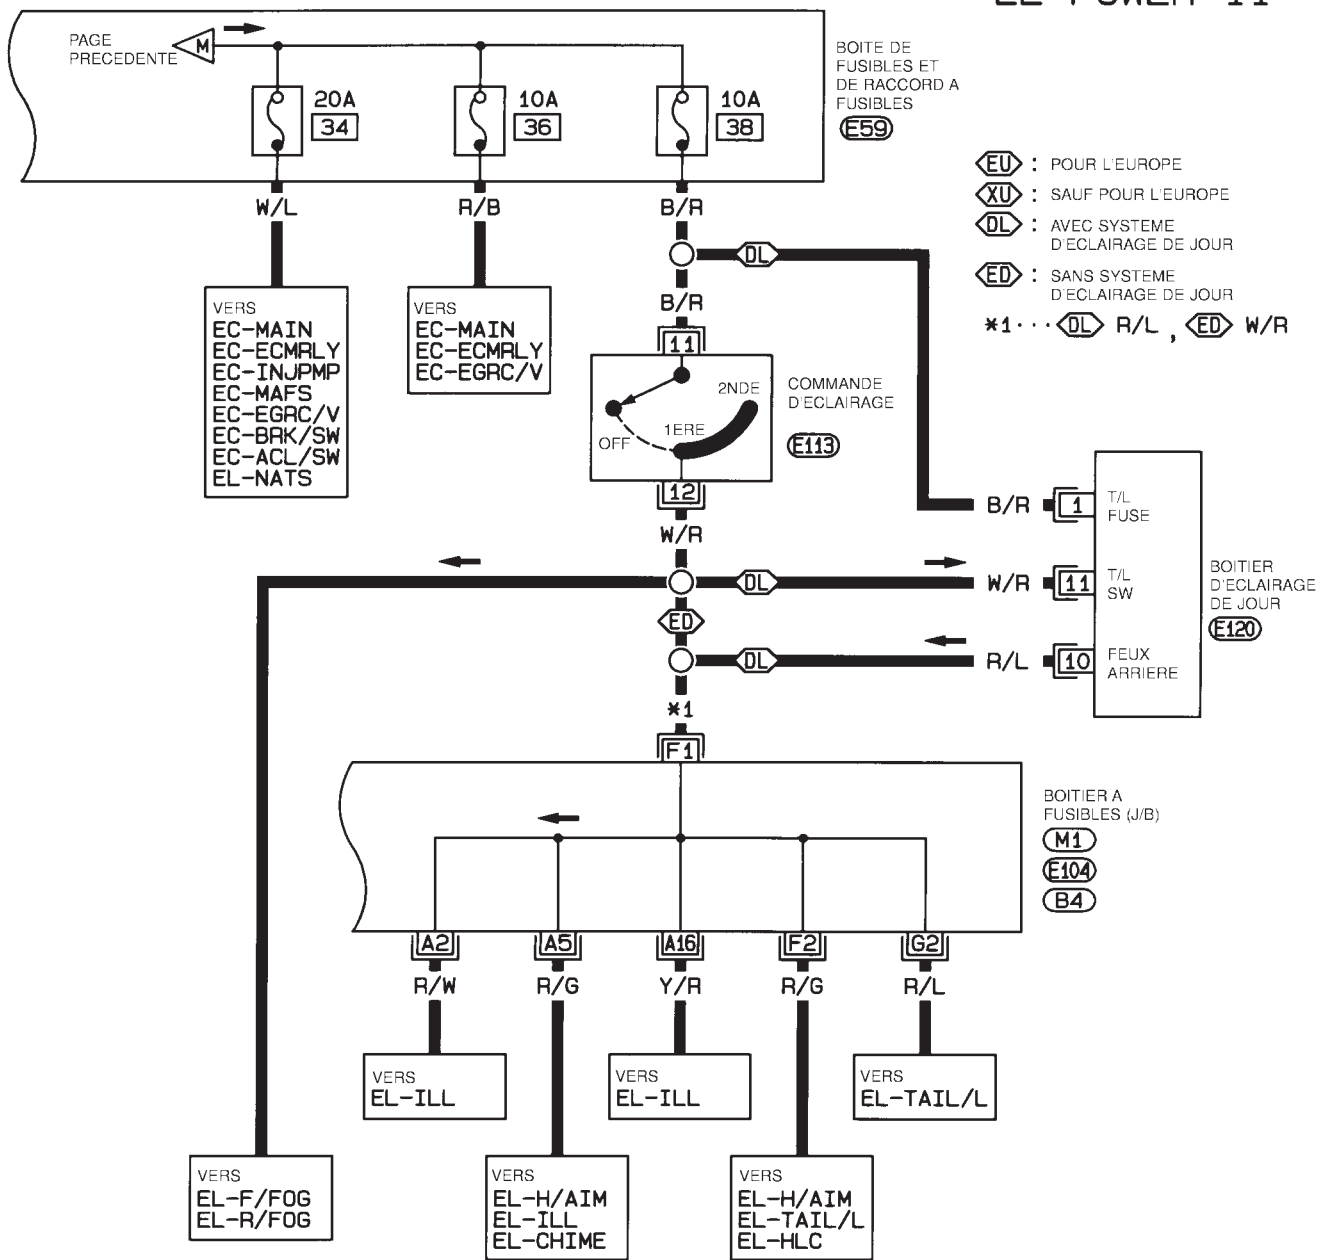 PAGE
PRECEDENTE
M
20A
34
10A
36
10A
38
BOITE DE
FUSIBLES ET
DE RACCORD A
FUSIBLES
E59
EU : POUR L'EUROPE
XU : SAUF POUR L'EUROPE
DL : AVEC SYSTEME
D'ECLAIRAGE DE JOUR
ED : SANS SYSTEME
D'ECLAIRAGE DE JOUR
*1··· DL R/L , ED W/R
W/L
R/B
B/R
DL
B/R
VERS
EC-MAIN
EC-ECMRLY
EC-INJPMP
EC-MAFS
EC-EGRC/V
EC-BRK/SW
EC-ACL/SW
EL-NATS
VERS
EC-MAIN
EC-ECMRLY
EC-EGRC/V
11
OFF
1ERE
2NDE
COMMANDE
D'ECLAIRAGE
E113
12
W/R
B/R
1
T/L
FUSE
DL
W/R
11
T/L
SW
BOITIER
D'ECLAIRAGE
DE JOUR
E120
ED
DL
R/L
10
FEUX
ARRIERE
*1
F1
BOITIER A
FUSIBLES (J/B)
M1
E104
B4
A2
A5
A16
F2
G2
R/W
R/G
Y/R
R/G
R/L
VERS
EL-ILL
VERS
EL-ILL
VERS
EL-TAIL/L
VERS
EL-F/FOG
EL-R/FOG
VERS
EL-H/AIM
EL-ILL
EL-CHIME
VERS
EL-H/AIM
EL-TAIL/L
EL-HLC